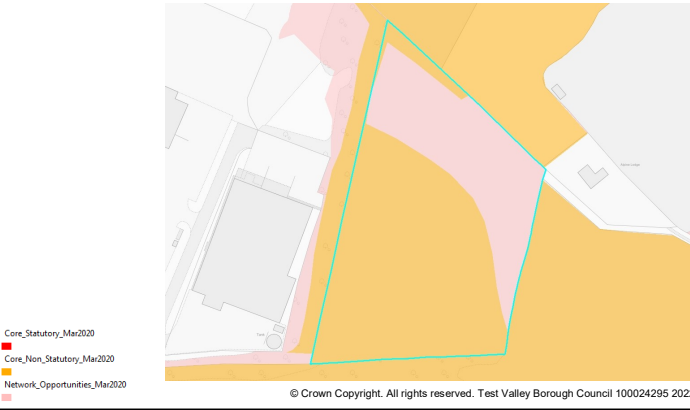 Core_Statutory_Mar2020
Core_Non_Statutory_Mar2020
Network_Opportunities_Mar2020
© Crown Copyright. All rights reserved. Test Valley Borough Council 100024295 202